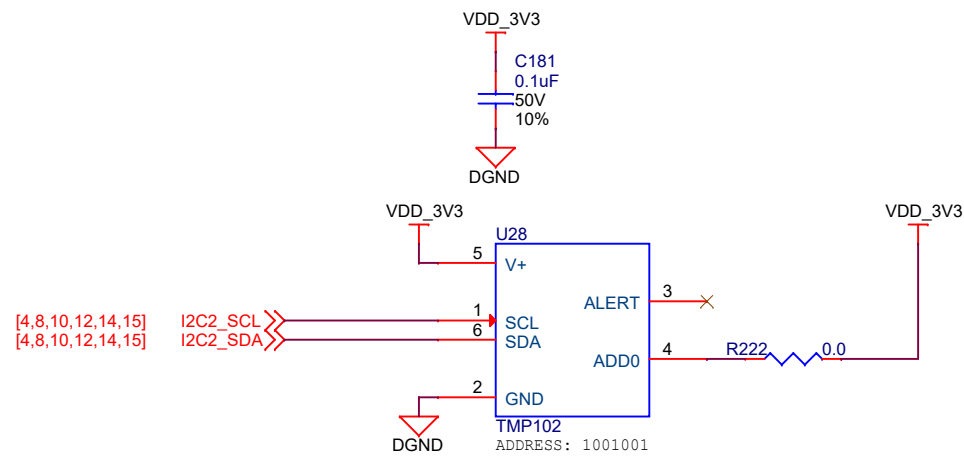 VDD_3V3
C181
0.1uF
50V
10%
DGND
VDD_3V3
VDD_3V3
U28
5
V+
ALERT
3
[4,8,10,12,14,15]
I2C2_SCL
1
SCL
[4,8,10,12,14,15]
I2C2_SDA
6
SDA
ADD0
4
R222
0.0
2
GND
DGND
TMP102
ADDRESS: 1001001